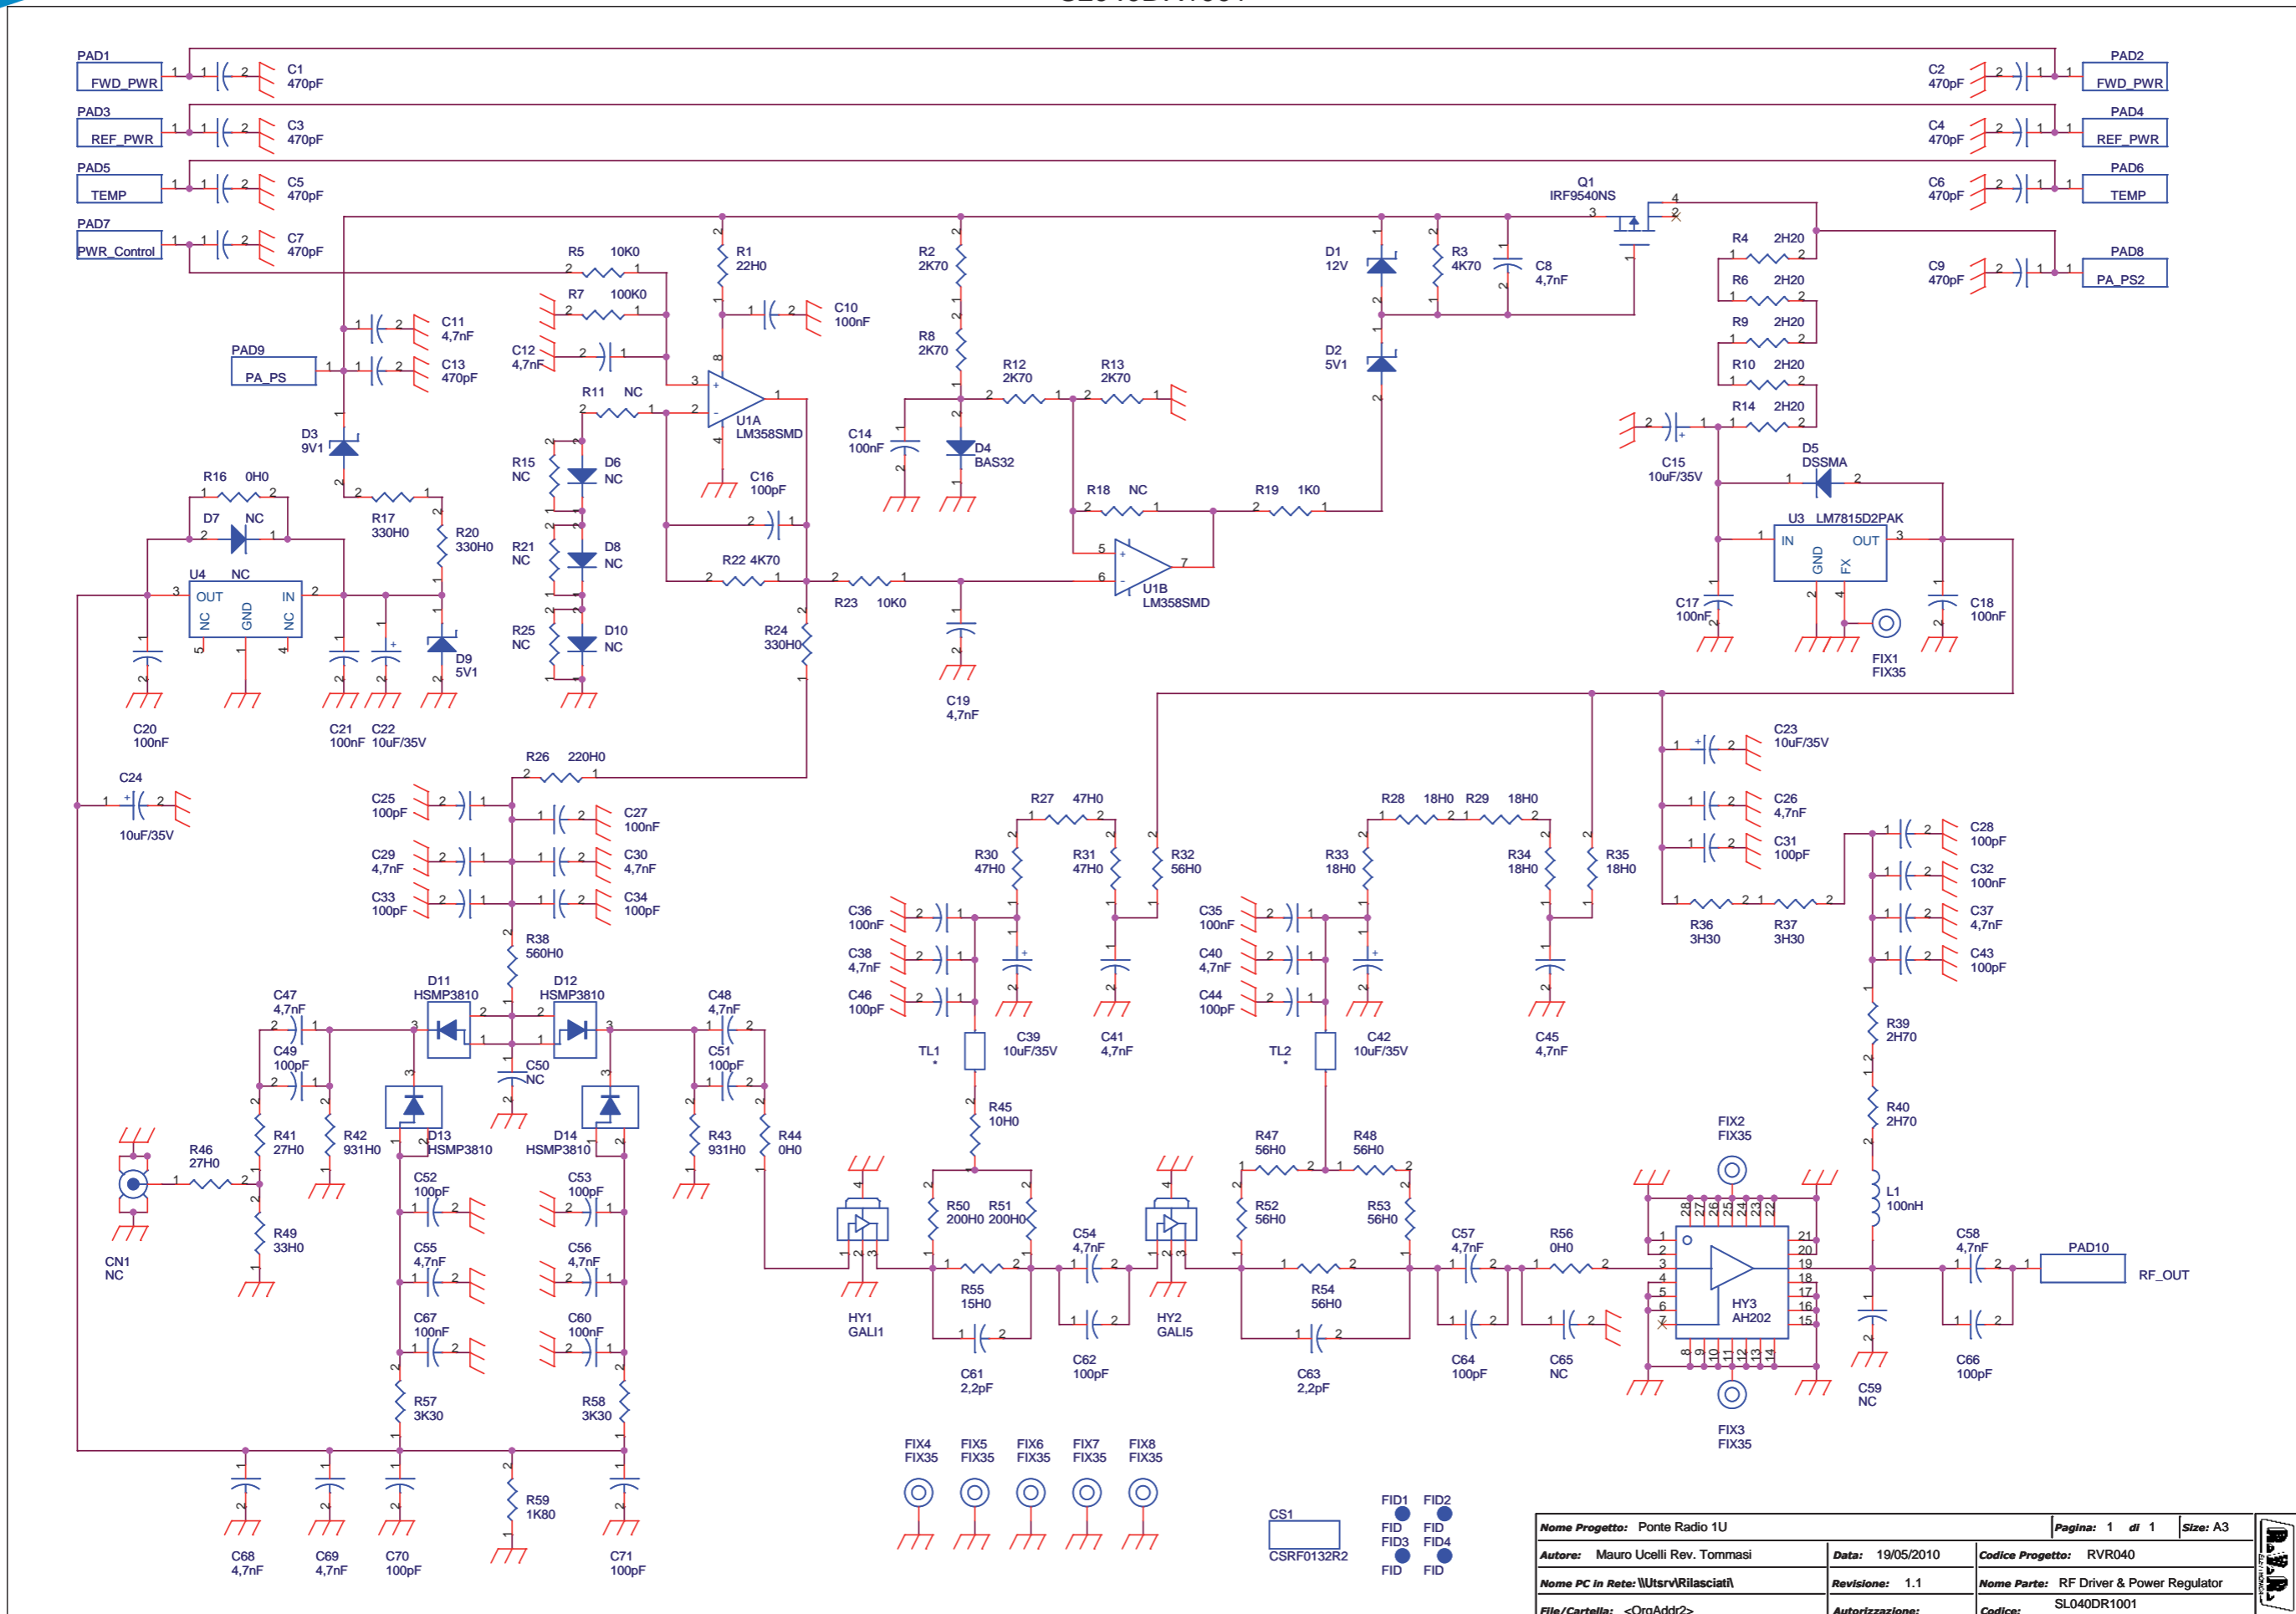 PAD1
FWD_PWR
C1
470pF
C2
470pF
PAD2
FWD_PWR
PAD3
REF_PWR
C3
470pF
C4
470pF
PAD4
REF_PWR
PAD5
TEMP
C5
470pF
C6
470pF
PAD6
TEMP
PAD7
PWR_Control
C7
470pF
Q1
IRF9540NS
C9
470pF
PAD8
PA_PS2
R5 10K0
R7 100K0
R1
22H0
R2
2K70
D1
12V
R3
4K70
C8
4,7nF
R4 2H20
R6 2H20
R9 2H20
R10 2H20
R14 2H20
C11
4,7nF
PAD9
PA_PS
C13
470pF
C12
4,7nF
C10
100nF
R8
2K70
R12
2K70
R13
2K70
D2
5V1
R11 NC
U1A
LM358SMD
D3
9V1
C14
100nF
D4
BAS32
C15
10uF/35V
D5
DSSMA
R16 0H0
D7 NC
R17
330H0
R20
330H0
R15
NC
D6
NC
C16
100pF
R18 NC
R19 1K0
U3 LM7815D2PAK
IN
OUT
GND
FX
R21
NC
D8
NC
R22 4K70
U4 NC
OUT
IN
NC
GND
NC
R23 10K0
U1B
LM358SMD
C17
100nF
C18
100nF
R25
NC
D10
NC
R24
330H0
D9
5V1
FIX1
FIX35
C19
4,7nF
C20
100nF
C21
100nF
C22
10uF/35V
C23
10uF/35V
R26 220H0
C24
10uF/35V
C25
100pF
C27
100nF
R27 47H0
R28 18H0
R29 18H0
C26
4,7nF
C28
100pF
C29
4,7nF
C30
4,7nF
R30
47H0
R31
47H0
R32
56H0
R33
18H0
R34
18H0
R35
18H0
C31
100pF
C32
100nF
C33
100pF
C34
100pF
C36
100nF
C35
100nF
R36
3H30
R37
3H30
C37
4,7nF
R38
560H0
C38
4,7nF
C40
4,7nF
C43
100pF
C46
100pF
C44
100pF
D11
HSMP3810
D12
HSMP3810
C47
4,7nF
C48
4,7nF
C49
100pF
C51
100pF
C50
NC
TL1
*
C39
10uF/35V
C41
4,7nF
TL2
*
C42
10uF/35V
C45
4,7nF
R39
2H70
R40
2H70
R46
27H0
R41
27H0
R42
931H0
D13
HSMP3810
D14
HSMP3810
R43
931H0
R44
0H0
R45
10H0
R47
56H0
R48
56H0
FIX2
FIX35
C52
100pF
C53
100pF
R49
33H0
CN1
NC
R50
200H0
R51
200H0
R52
56H0
R53
56H0
L1
100nH
C55
4,7nF
C56
4,7nF
C54
4,7nF
C57
4,7nF
R56
0H0
C58
4,7nF
PAD10
RF_OUT
C67
100nF
C60
100nF
HY1
GALI1
R55
15H0
HY2
GALI5
R54
56H0
HY3
AH202
C61
2,2pF
C62
100pF
C63
2,2pF
C64
100pF
C65
NC
C59
NC
C66
100pF
R57
3K30
R58
3K30
FIX3
FIX35
FIX4
FIX35
FIX5
FIX35
FIX6
FIX35
FIX7
FIX35
FIX8
FIX35
R59
1K80
CS1
CSRF0132R2
FID1 FID2
FID FID
FID3 FID4
FID FID
C68
4,7nF
C69
4,7nF
C70
100pF
C71
100pF
Nome Progetto: Ponte Radio 1U
Pagina: 1 di 1
Size: A3
Autore: Mauro Ucelli Rev. Tommasi
Data: 19/05/2010
Codice Progetto: RVR040
Nome PC in Rete: \\Utsrv\Rilasciati\
Revisione: 1.1
Nome Parte: RF Driver & Power Regulator
File/Cartella: <OrgAddr2>
Autorizzazione:
Codice: SL040DR1001